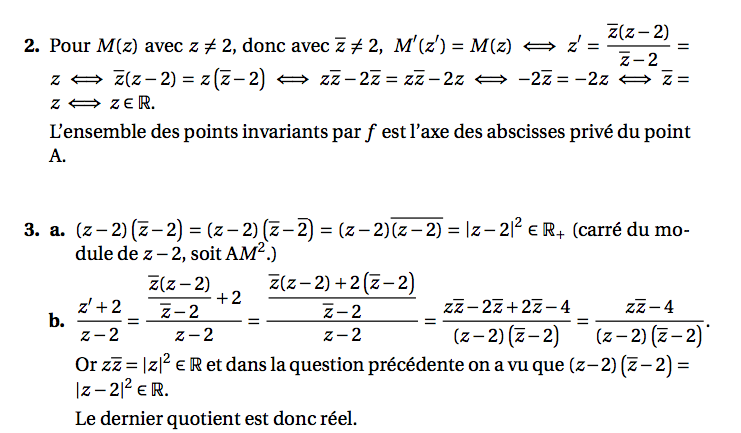 2. Pour M(z) avec z ≠ 2, donc avec z̅ ≠ 2, M′(z′) = M(z) ⟺ z′ = z̅(z−2)/(z̅−2) =
z ⟺ z̅(z−2) = z(z̅−2) ⟺ zz̅−2z̅ = zz̅−2z ⟺ −2z̅ = −2z ⟺ z̅ =
z ⟺ z ∈ ℝ.
L'ensemble des points invariants par f est l'axe des abscisses privé du point
A.
3. a. (z−2)(z̅−2) = (z−2)(z̅−2̅) = (z−2)\overline{(z−2)} = |z−2|² ∈ ℝ₊ (carré du mo-
dule de z−2, soit AM².)
b. (z′+2)/(z−2) = (z̅(z−2)/(z̅−2) +2)/(z−2) = ((z̅(z−2)+2(z̅−2))/(z̅−2))/(z−2) = (zz̅−2z̅+2z̅−4)/((z−2)(z̅−2)) = (zz̅−4)/((z−2)(z̅−2)).
Or zz̅ = |z|² ∈ ℝ et dans la question précédente on a vu que (z−2)(z̅−2) =
|z−2|² ∈ ℝ.
Le dernier quotient est donc réel.